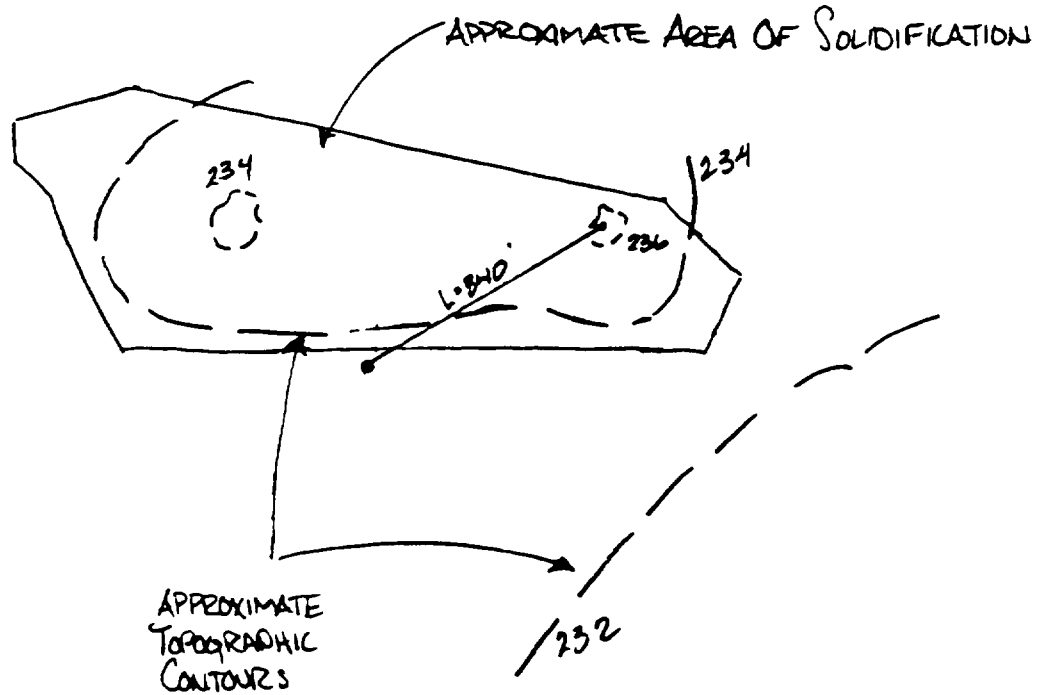 APPROXIMATE AREA OF SOLIDIFICATION
234
234
236
L=840'
232
APPROXIMATE
TOPOGRAPHIC
CONTOURS